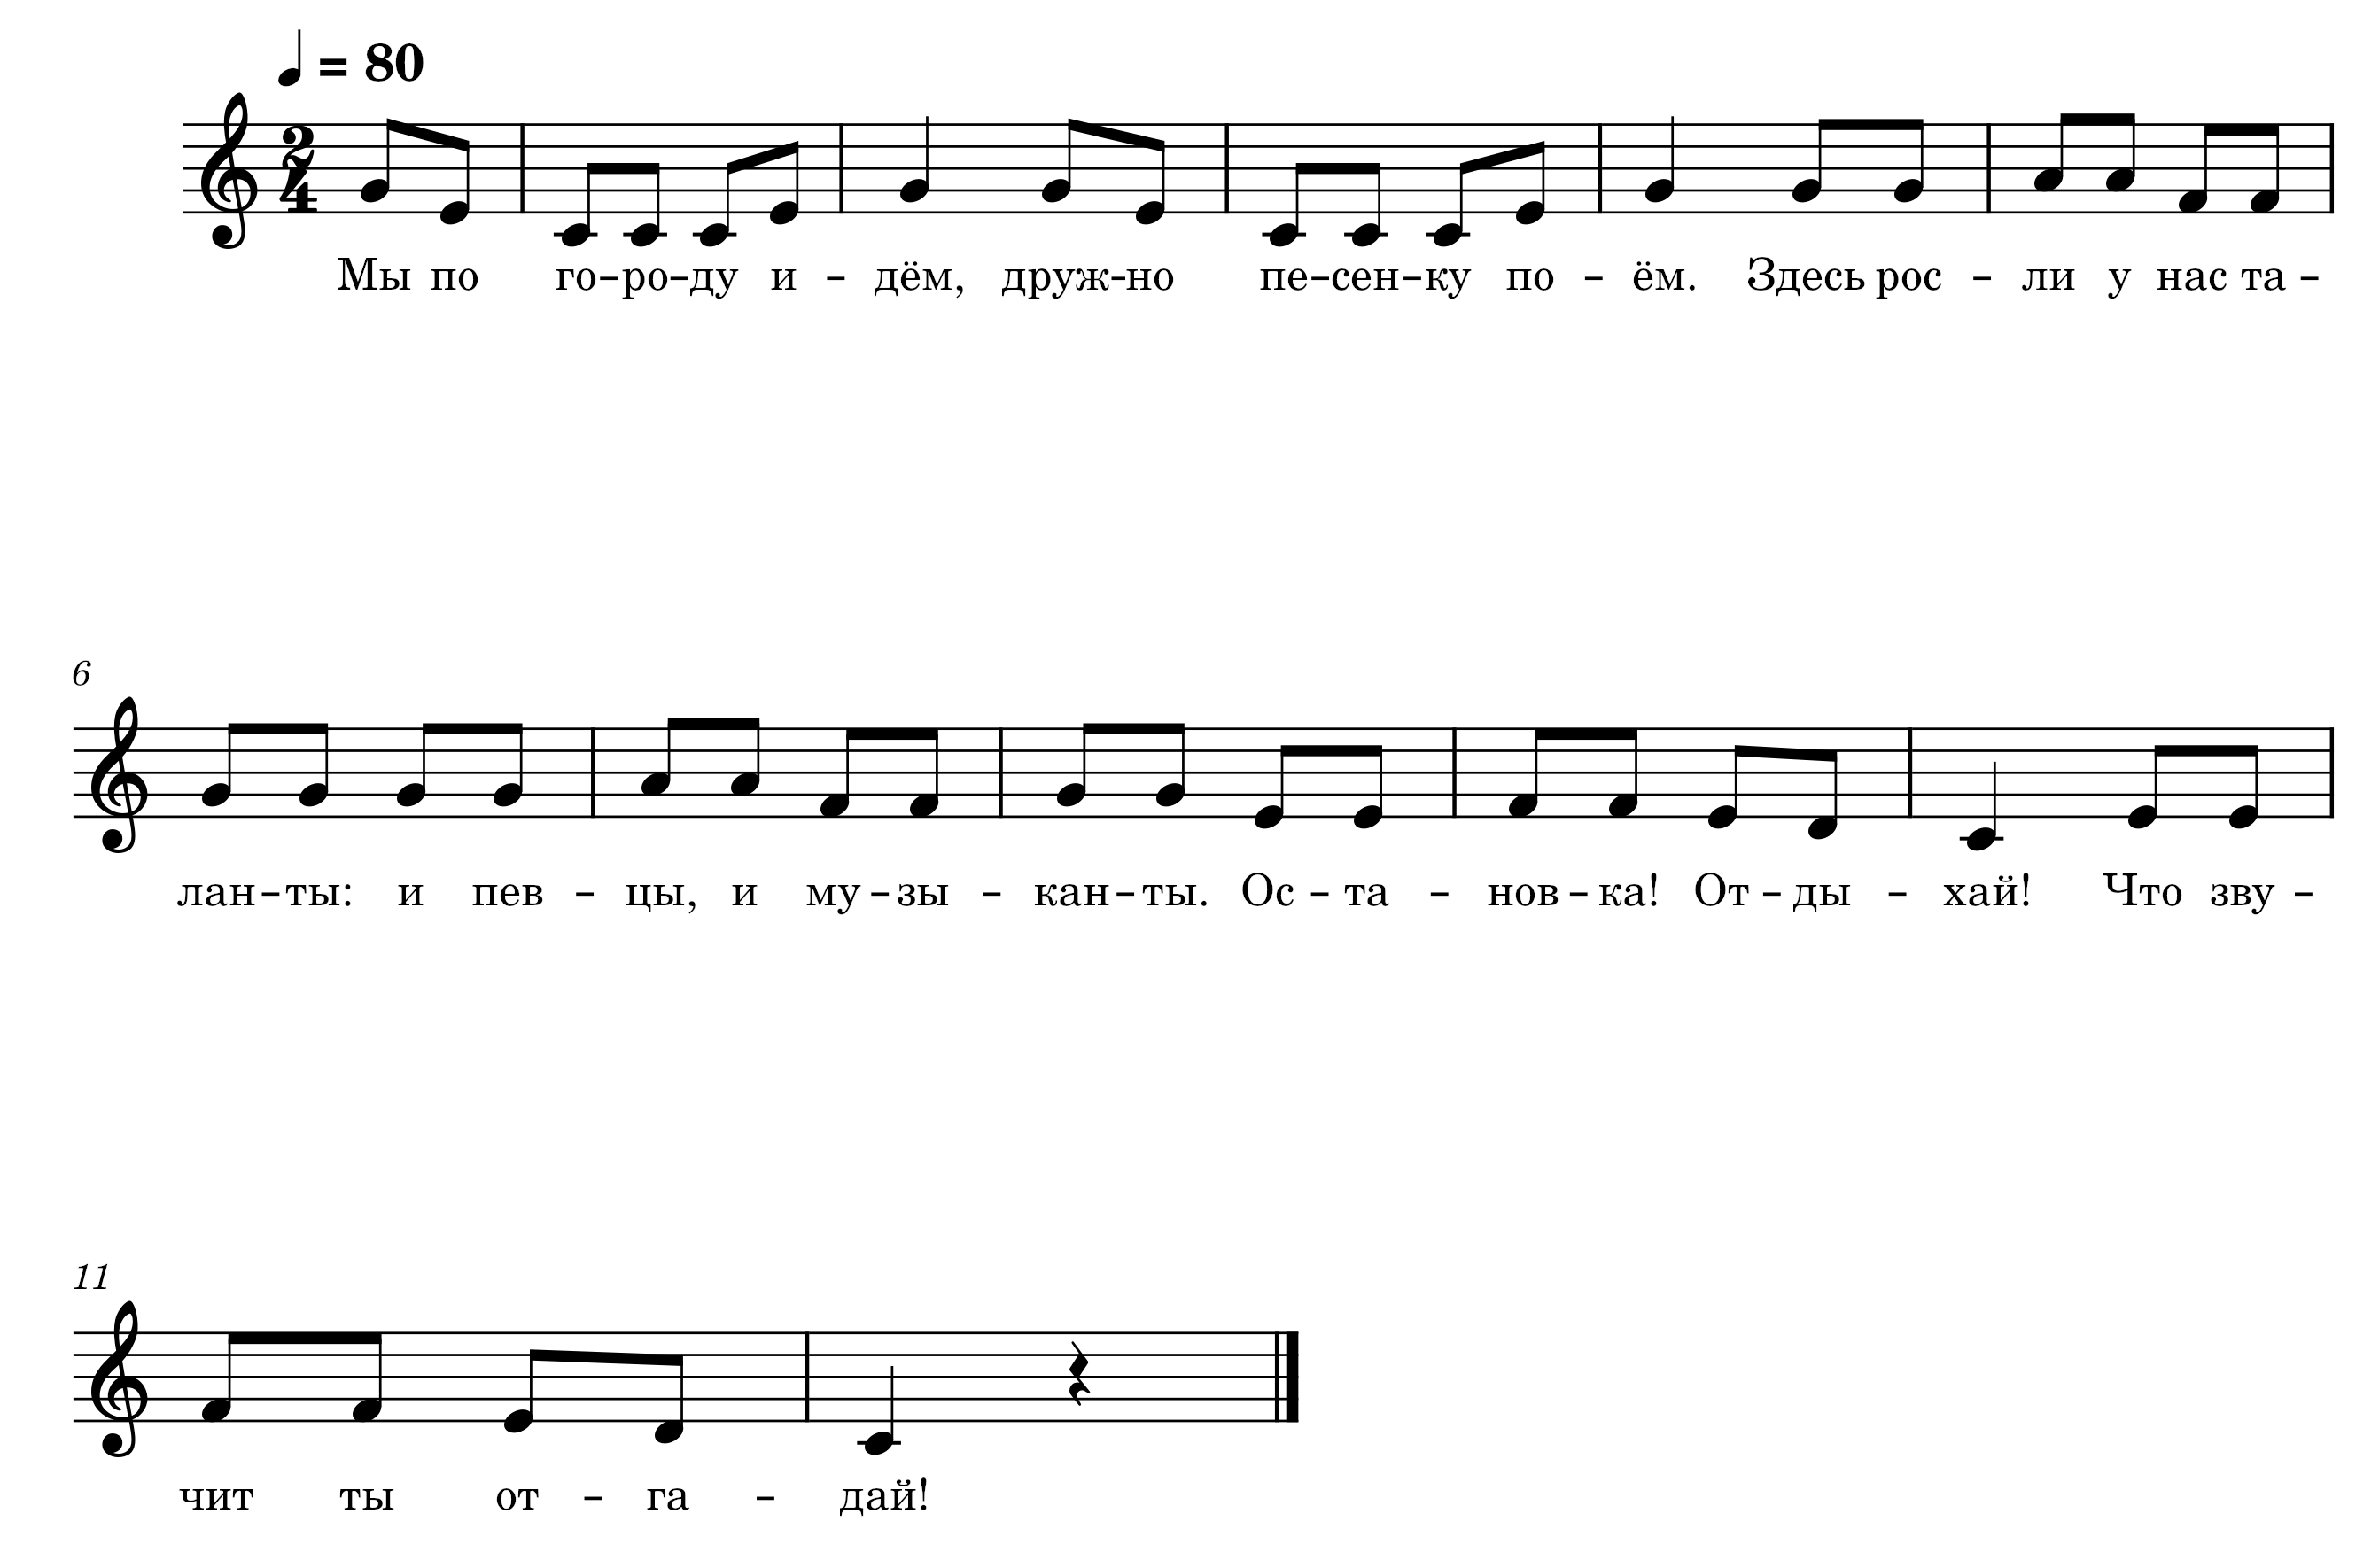 = 80
2
4
Мы по го–ро–ду и – дём, друж–но пе–сен–ку по – ём. Здесь рос – ли у нас та –
6
лан–ты: и пев – цы, и му–зы – кан–ты. Ос – та – нов–ка! От–ды – хай! Что зву –
11
чит ты от – га – дай!